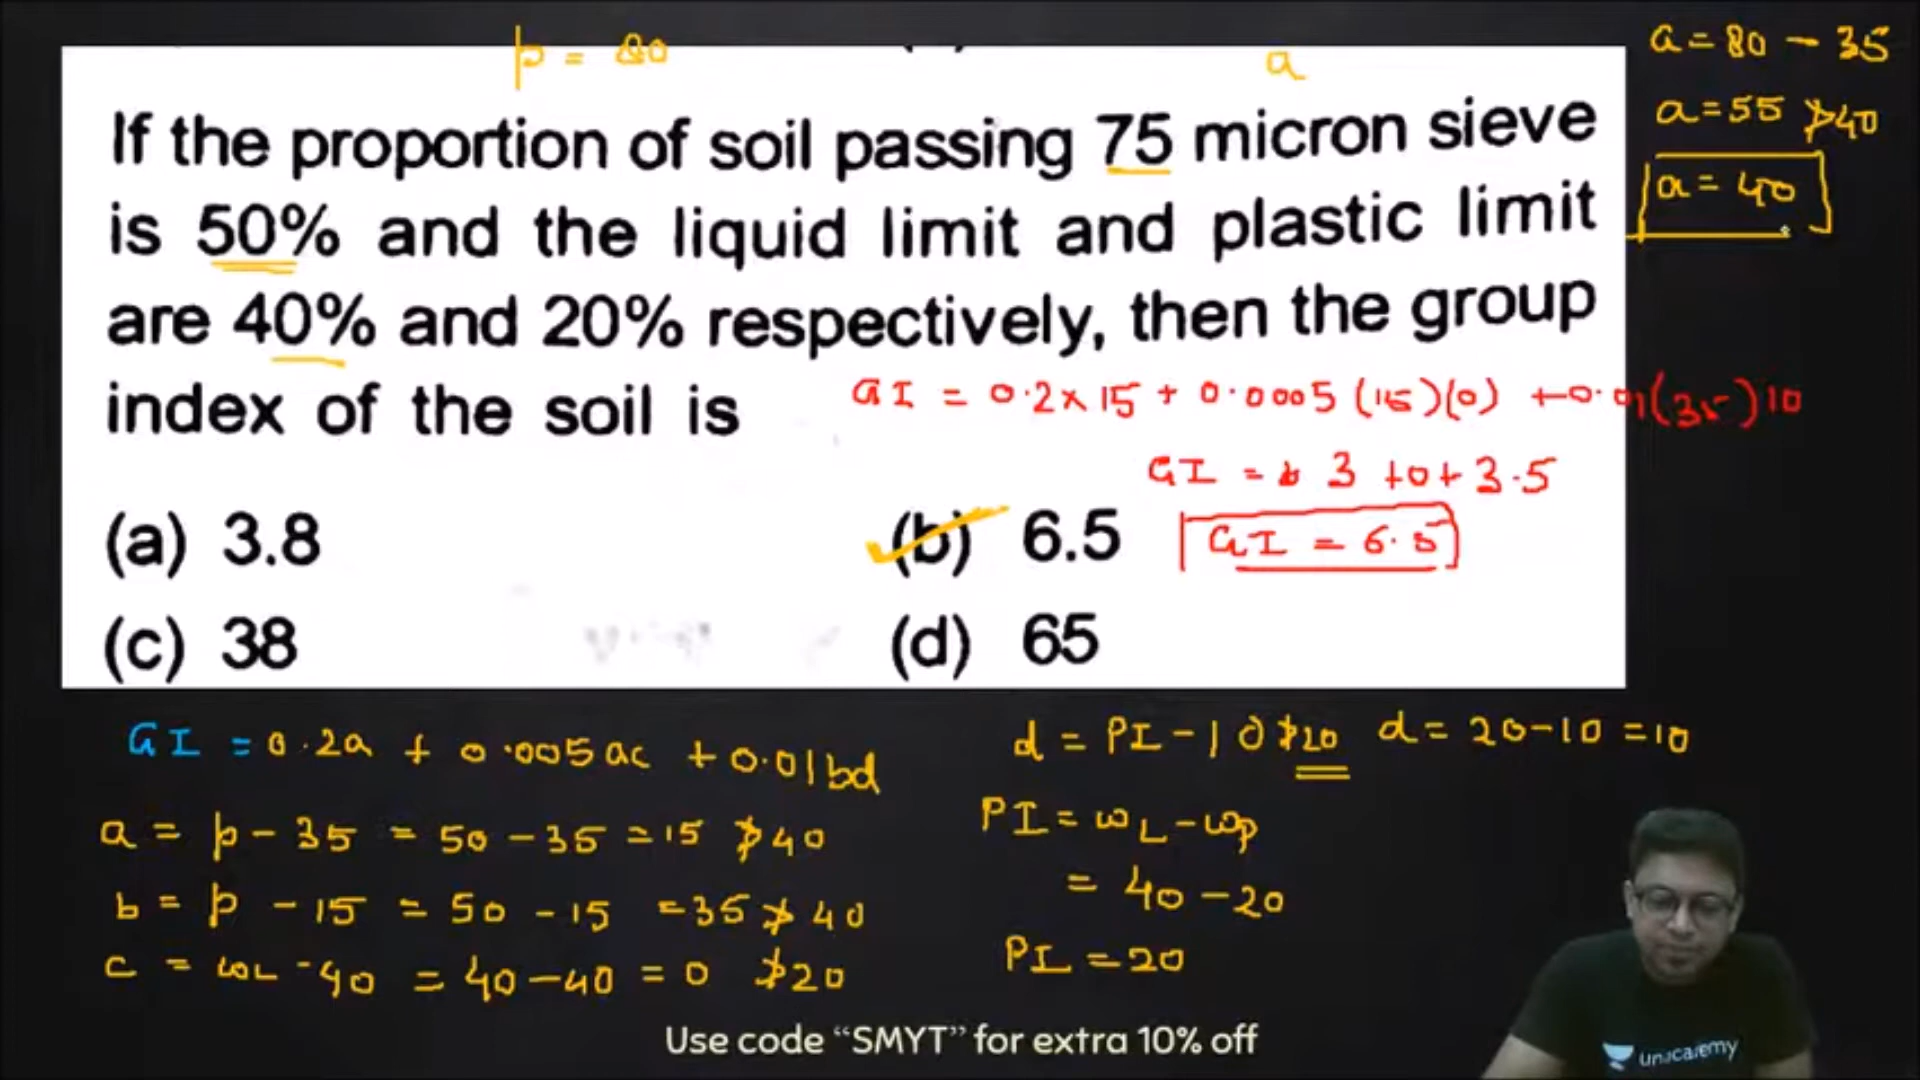 p = 80
a
a = 80 - 35
a = 55 ≯40
a = 40
If the proportion of soil passing 75 micron sieve
is 50% and the liquid limit and plastic limit
are 40% and 20% respectively, then the group
index of the soil is
GI = 0.2x 15 + 0.0005 (15)(0) +0.01(35)10
GI = 3 +0+ 3.5
(a) 3.8
(b) 6.5
GI = 6.5
(c) 38
(d) 65
GI = 0.2a + 0.005ac + 0.01bd
a = p - 35 = 50 - 35 = 15 ≯40
b = p - 15 = 50 - 15 = 35 ≯ 40
c = wL - 40 = 40-40 = 0 ≯20
d = PI - 10 ≯20 d = 20-10 = 10
PI = wL - wp
= 40 - 20
PI = 20
Use code “SMYT” for extra 10% off
unacademy